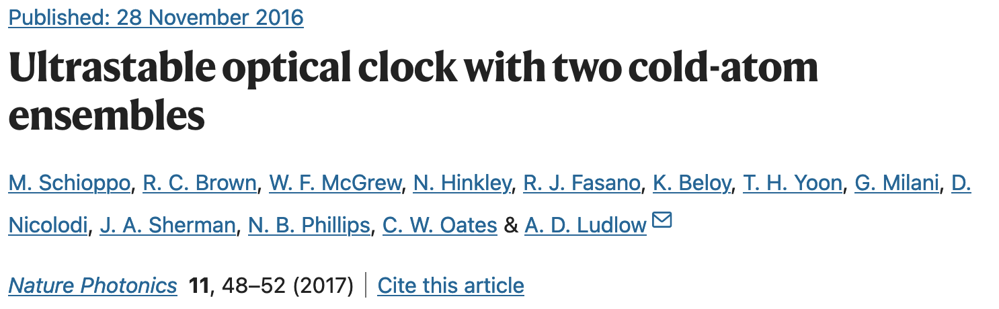 Published: 28 November 2016
Ultrastable optical clock with two cold-atom
ensembles
M. Schioppo, R. C. Brown, W. F. McGrew, N. Hinkley, R. J. Fasano, K. Beloy, T. H. Yoon, G. Milani, D.
Nicolodi, J. A. Sherman, N. B. Phillips, C. W. Oates & A. D. Ludlow
Nature Photonics 11, 48–52 (2017) | Cite this article